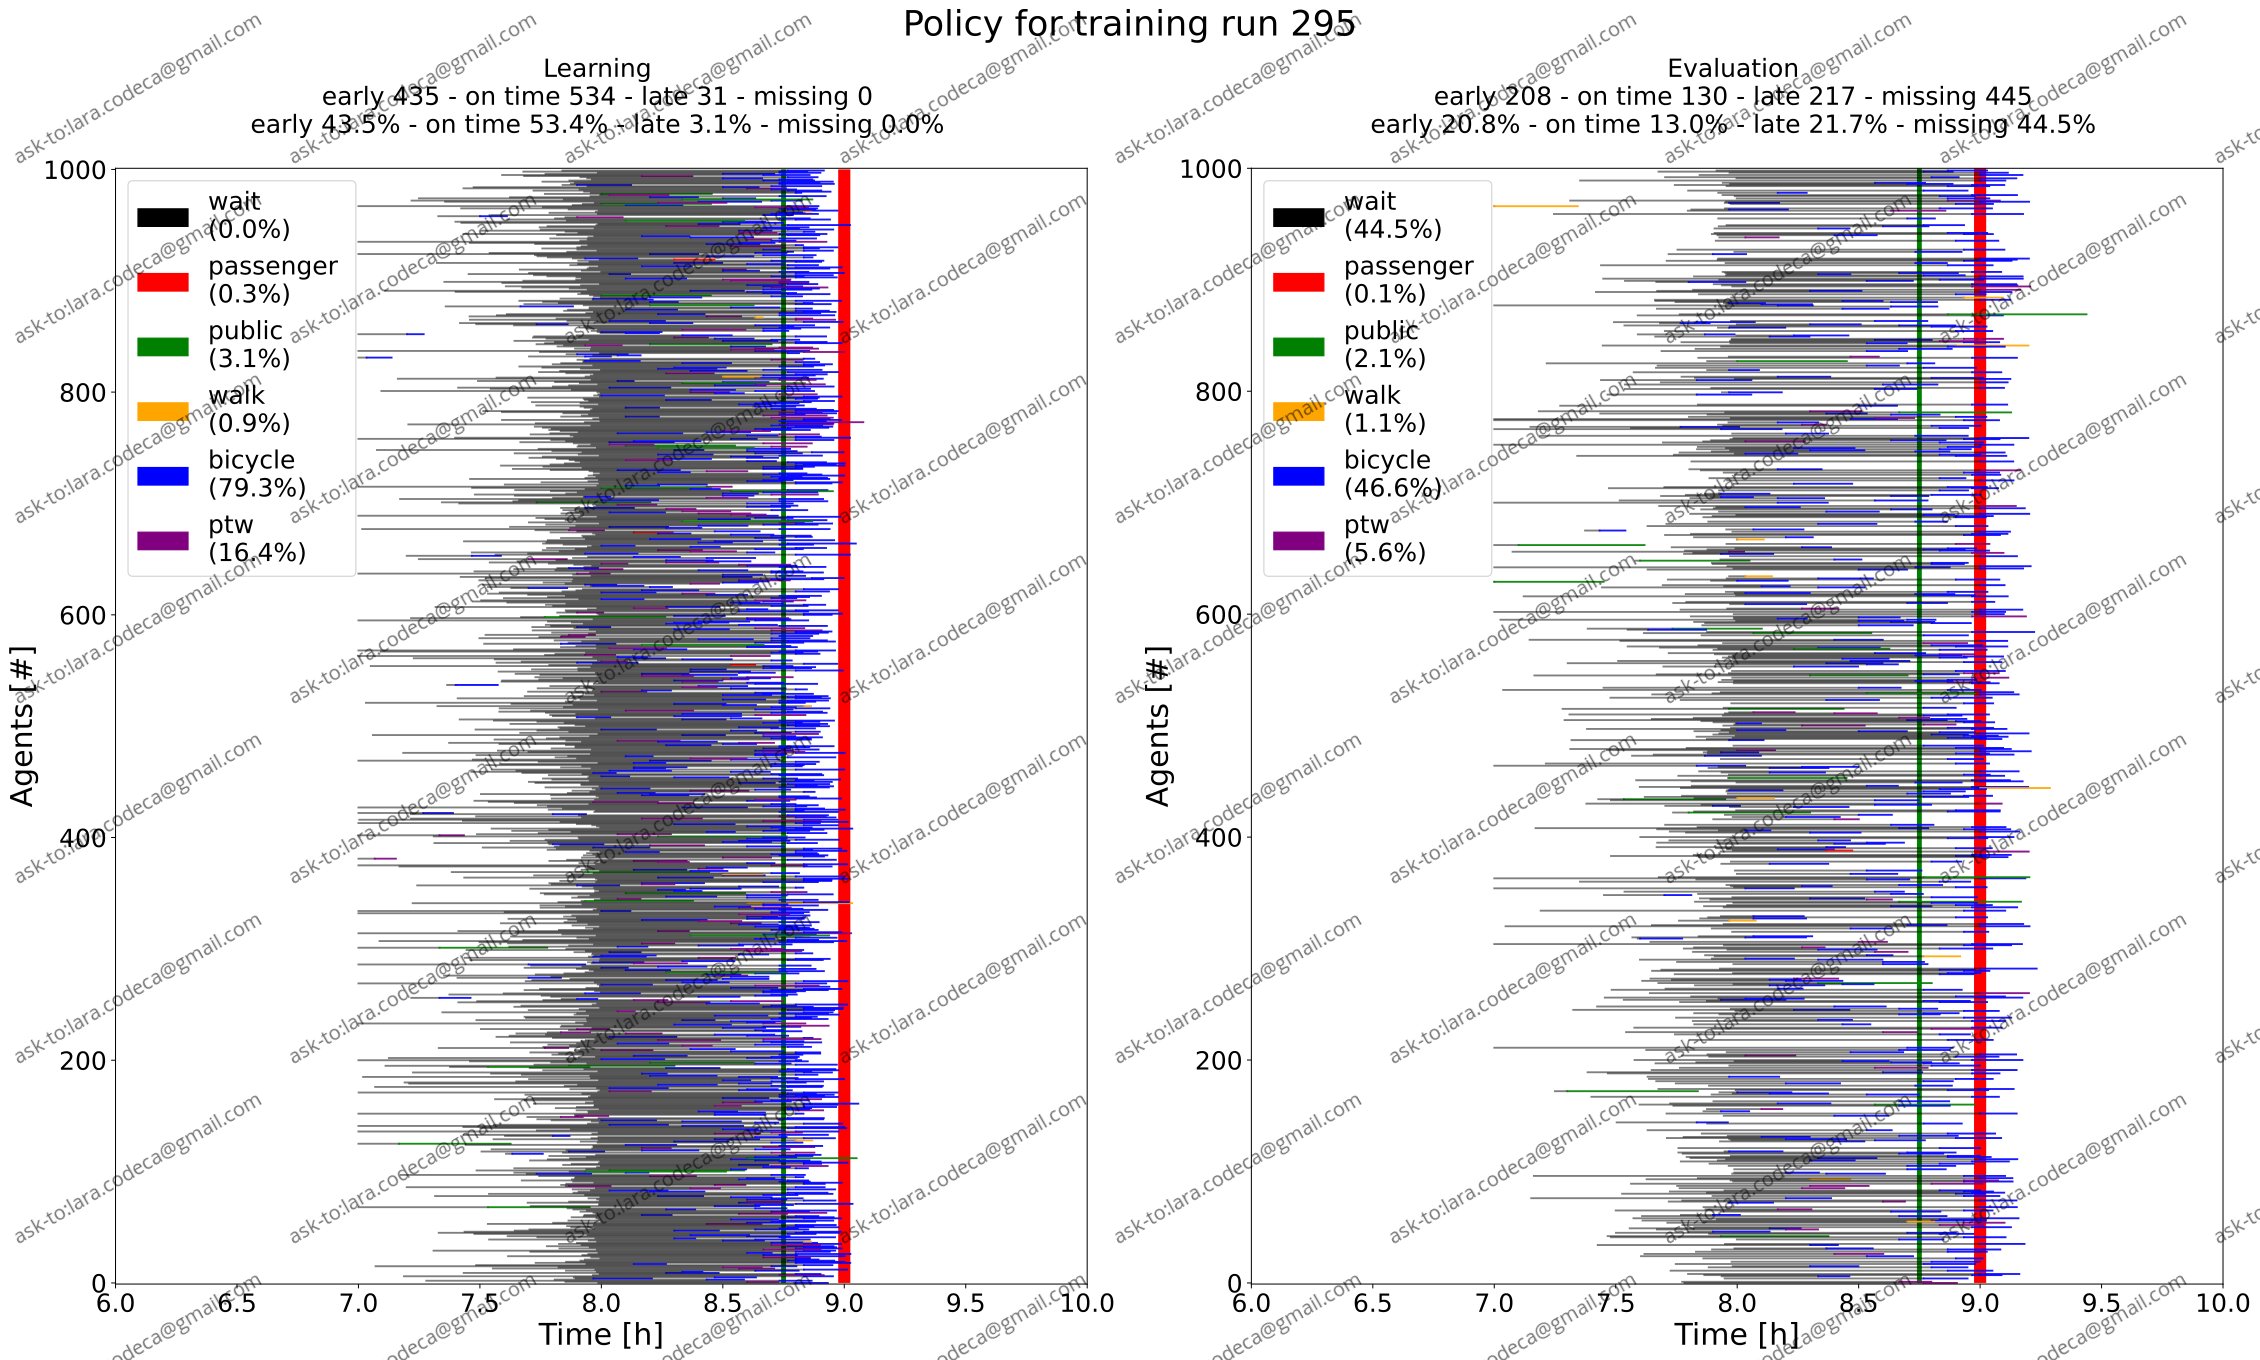 Policy for training run 295
Learning
early 435 - on time 534 - late 31 - missing 0
early 43.5% - on time 53.4% - late 3.1% - missing 0.0%
1000
800
600
400
200
0
Agents [#]
wait
(0.0%)
passenger
(0.3%)
public
(3.1%)
walk
(0.9%)
bicycle
(79.3%)
ptw
(16.4%)
6.0 6.5 7.0 7.5 8.0 8.5 9.0 9.5 10.0
Time [h]
Evaluation
early 208 - on time 130 - late 217 - missing 445
early 20.8% - on time 13.0% - late 21.7% - missing 44.5%
1000
800
600
400
200
0
Agents [#]
wait
(44.5%)
passenger
(0.1%)
public
(2.1%)
walk
(1.1%)
bicycle
(46.6%)
ptw
(5.6%)
6.0 6.5 7.0 7.5 8.0 8.5 9.0 9.5 10.0
Time [h]
ask-to:lara.codeca@gmail.com